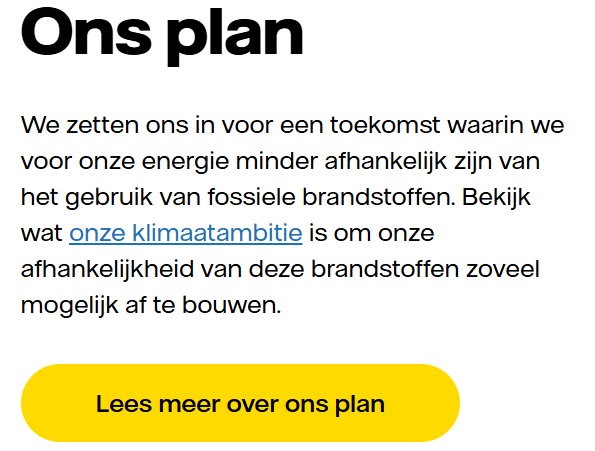 Ons plan
We zetten ons in voor een toekomst waarin we
voor onze energie minder afhankelijk zijn van
het gebruik van fossiele brandstoffen. Bekijk
wat onze klimaatambitie is om onze
afhankelijkheid van deze brandstoffen zoveel
mogelijk af te bouwen.
Lees meer over ons plan